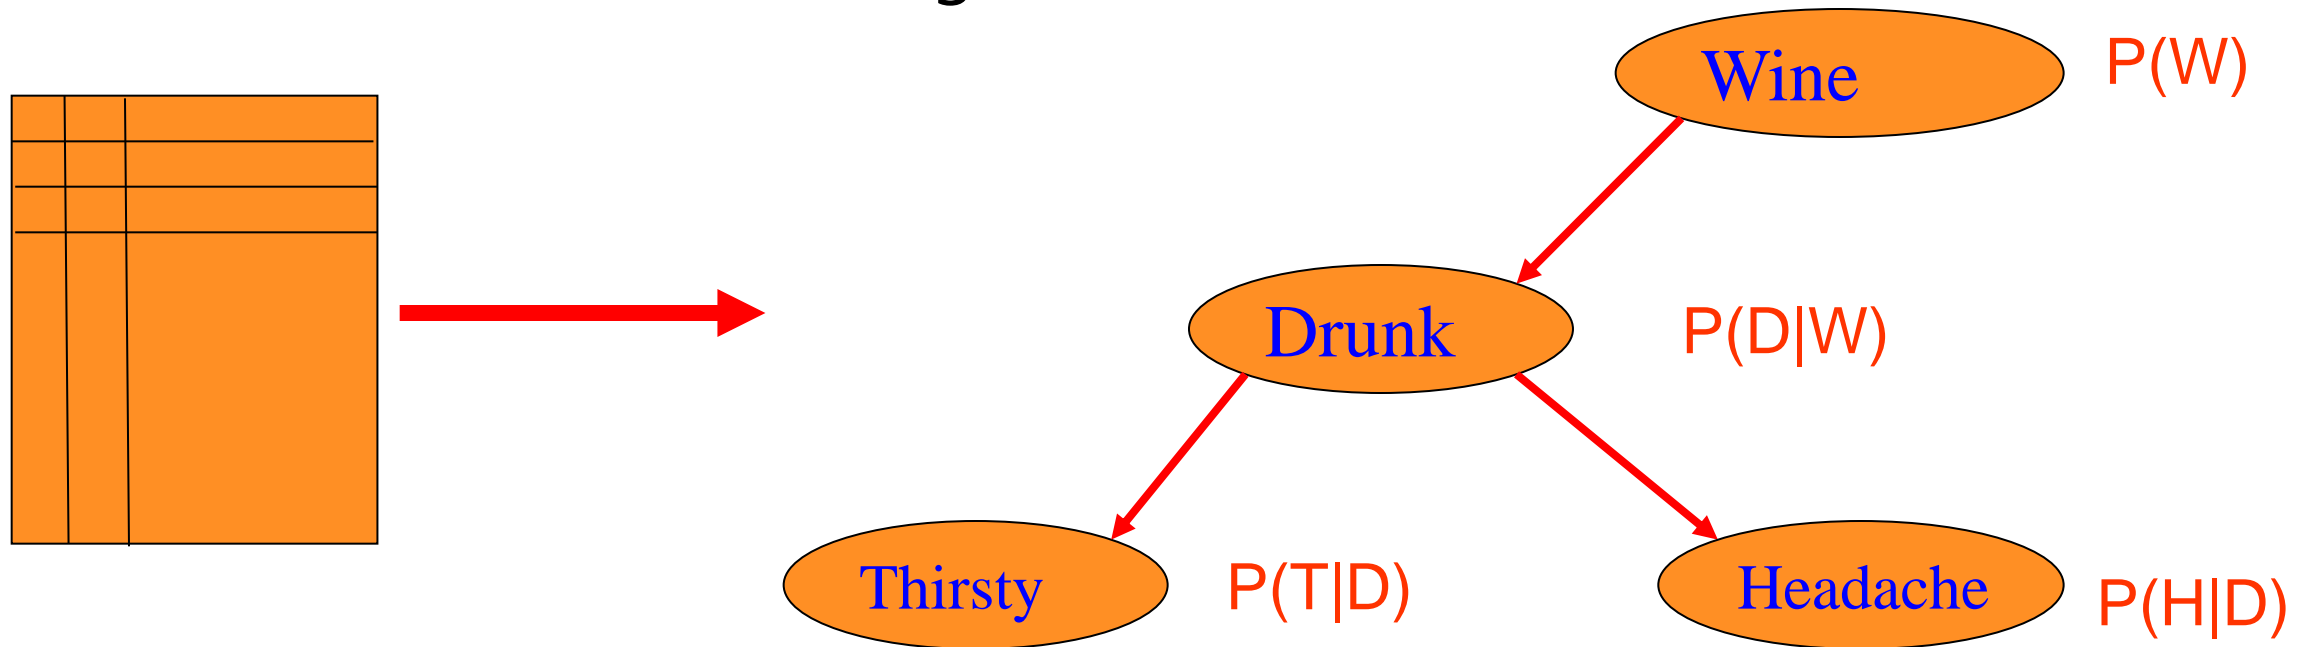 Wine P(W)
Drunk P(D|W)
Thirsty P(T|D) Headache P(H|D)